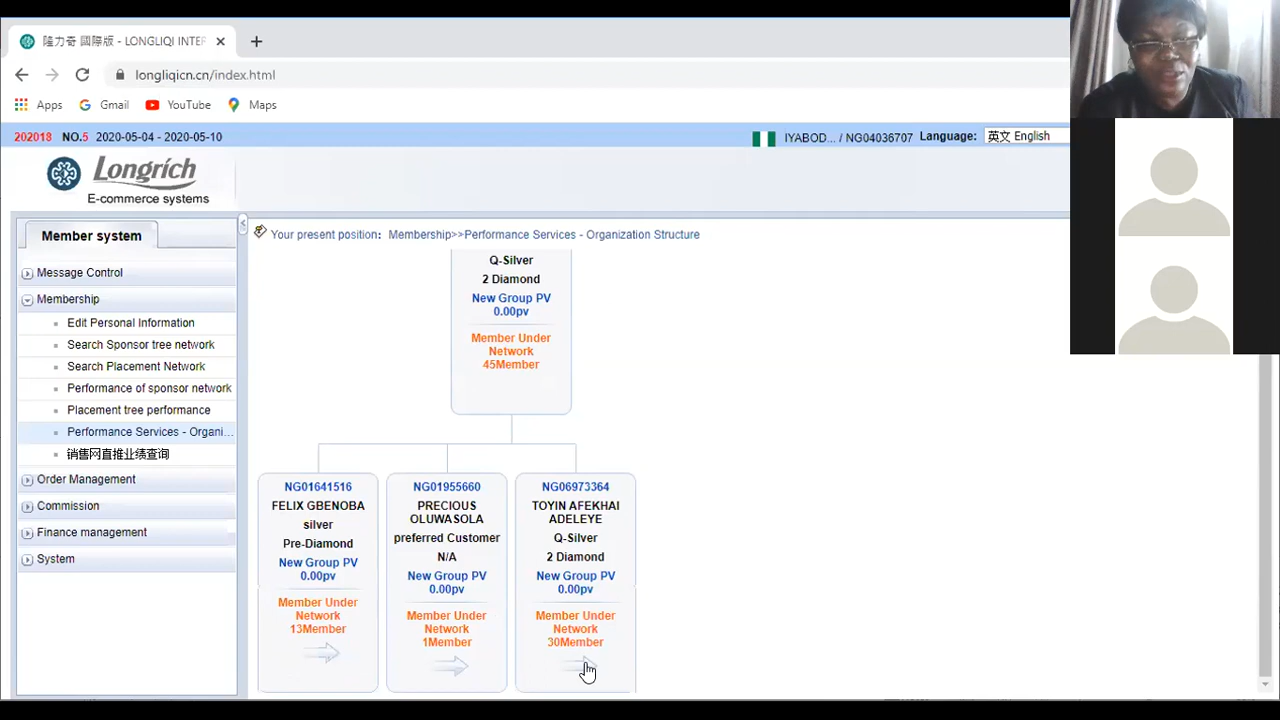 隆力奇 國際版 - LONGLIQI INTER
longliqicn.cn/index.html
Apps Gmail YouTube Maps
202018 NO.5 2020-05-04 - 2020-05-10
IYABOD... / NG04036707 Language: 英文 English
Longrich
E-commerce systems
Member system
Your present position: Membership>>Performance Services - Organization Structure
Message Control
Membership
Edit Personal Information
Search Sponsor tree network
Search Placement Network
Performance of sponsor network
Placement tree performance
Performance Services - Organi...
销售网直推业绩查询
Order Management
Commission
Finance management
System
Q-Silver
2 Diamond
New Group PV
0.00pv
Member Under
Network
45Member
NG01641516
FELIX GBENOBA
silver
Pre-Diamond
New Group PV
0.00pv
Member Under
Network
13Member
NG01955660
PRECIOUS
OLUWASOLA
preferred Customer
N/A
New Group PV
0.00pv
Member Under
Network
1Member
NG06973364
TOYIN AFEKHAI
ADELEYE
Q-Silver
2 Diamond
New Group PV
0.00pv
Member Under
Network
30Member